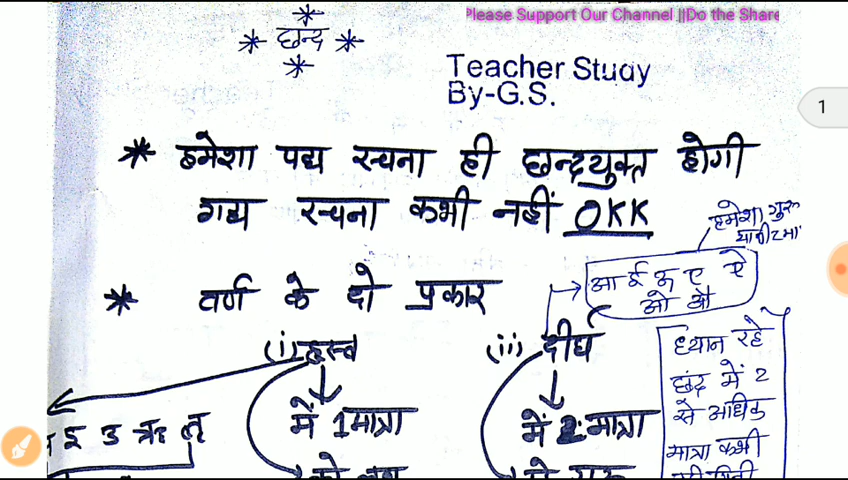 Please Support Our Channel ||Do the Share
* छन्द *
Teacher Study
By-G.S.
1
* हमेशा पद्य रचना ही छन्दयुक्त होगी
गद्य रचना कभी नहीं OKK
हमेशा गुरु
* वर्ण के दो प्रकार
आ ई ऊ ए ऐ
ओ औ
(i) ह्रस्व
(ii) दीर्घ
इ उ ऋ लृ
में 1 मात्रा
में 2 मात्रा
ध्यान रहे
छंद में 2
से अधिक
मात्रा कभी